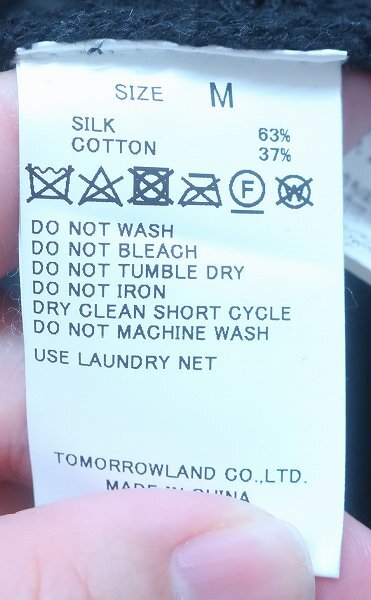 SIZE M
SILK 63%
COTTON 37%
F W
DO NOT WASH
DO NOT BLEACH
DO NOT TUMBLE DRY
DO NOT IRON
DRY CLEAN SHORT CYCLE
DO NOT MACHINE WASH
USE LAUNDRY NET
TOMORROWLAND CO.,LTD.
MADE IN CHINA